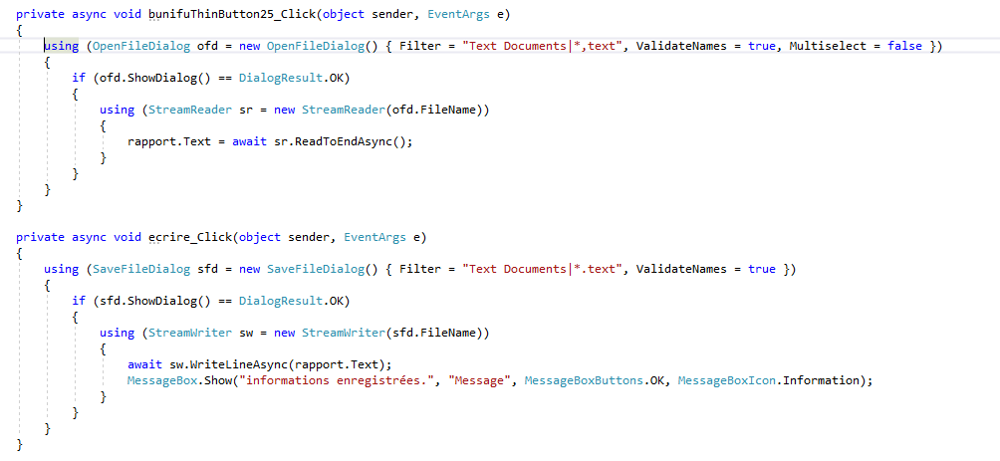 private async void bunifuThinButton25_Click(object sender, EventArgs e)
{
    using (OpenFileDialog ofd = new OpenFileDialog() { Filter = "Text Documents|*,text", ValidateNames = true, Multiselect = false })
    {
        if (ofd.ShowDialog() == DialogResult.OK)
        {
            using (StreamReader sr = new StreamReader(ofd.FileName))
            {
                rapport.Text = await sr.ReadToEndAsync();
            }
        }
    }
}
private async void ecrire_Click(object sender, EventArgs e)
{
    using (SaveFileDialog sfd = new SaveFileDialog() { Filter = "Text Documents|*.text", ValidateNames = true })
    {
        if (sfd.ShowDialog() == DialogResult.OK)
        {
            using (StreamWriter sw = new StreamWriter(sfd.FileName))
            {
                await sw.WriteLineAsync(rapport.Text);
                MessageBox.Show("informations enregistrées.", "Message", MessageBoxButtons.OK, MessageBoxIcon.Information);
            }
        }
    }
}